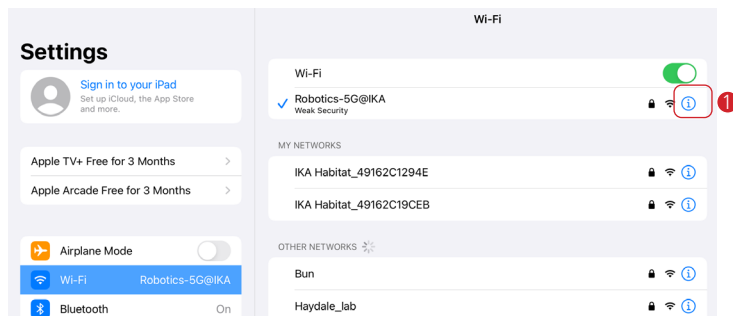 Wi-Fi
Settings
Sign in to your iPad
Set up iCloud, the App Store
and more.
Apple TV+ Free for 3 Months
Apple Arcade Free for 3 Months
Airplane Mode
Wi-Fi Robotics-5G@IKA
Bluetooth On
Wi-Fi
Robotics-5G@IKA
Weak Security
1
MY NETWORKS
IKA Habitat_49162C1294E
IKA Habitat_49162C19CEB
OTHER NETWORKS
Bun
Haydale_lab